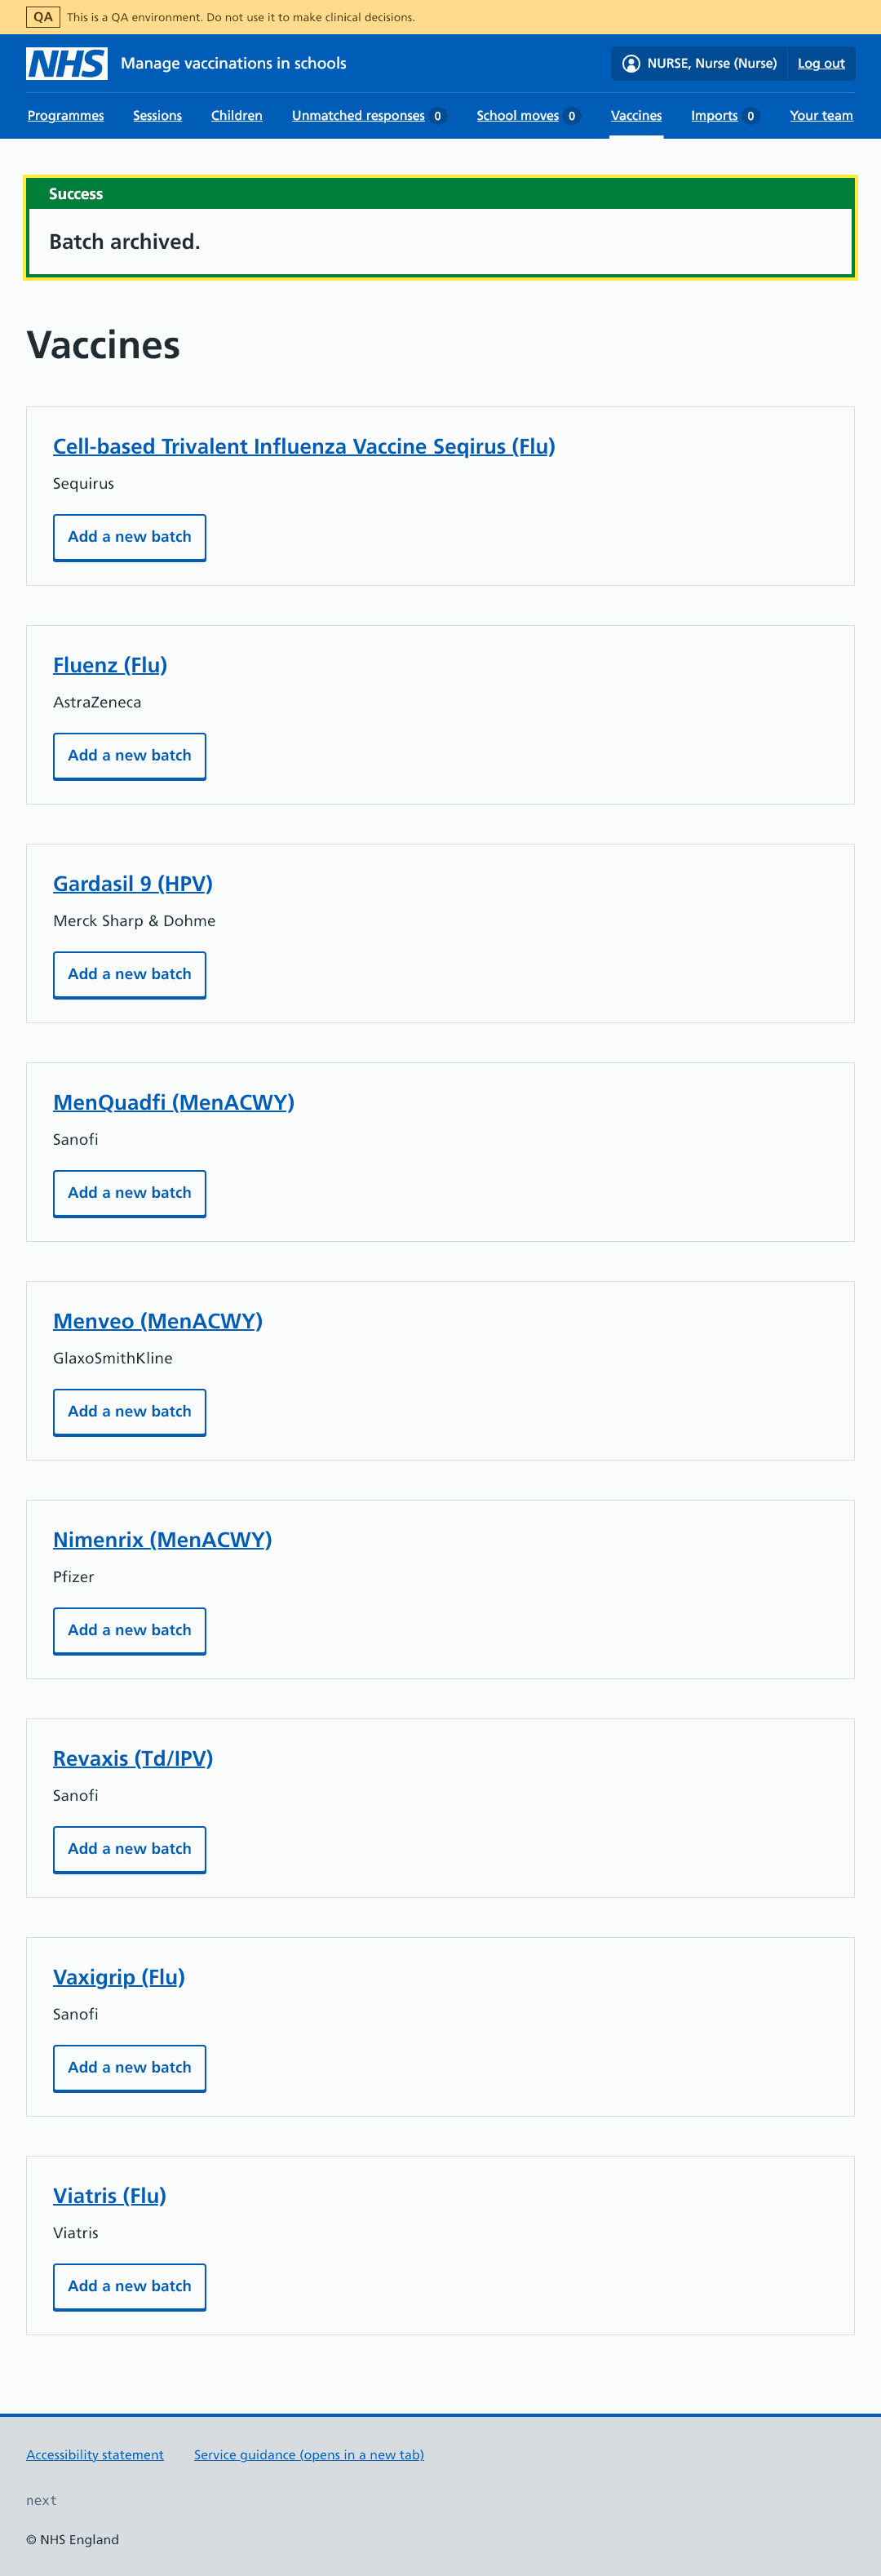 QA This is a QA environment. Do not use it to make clinical decisions.
NHS Manage vaccinations in schools NURSE, Nurse (Nurse) Log out
Programmes Sessions Children Unmatched responses 0 School moves 0 Vaccines Imports 0 Your team
Success
Batch archived.
Vaccines
Cell-based Trivalent Influenza Vaccine Seqirus (Flu)
Sequirus
Add a new batch
Fluenz (Flu)
AstraZeneca
Add a new batch
Gardasil 9 (HPV)
Merck Sharp & Dohme
Add a new batch
MenQuadfi (MenACWY)
Sanofi
Add a new batch
Menveo (MenACWY)
GlaxoSmithKline
Add a new batch
Nimenrix (MenACWY)
Pfizer
Add a new batch
Revaxis (Td/IPV)
Sanofi
Add a new batch
Vaxigrip (Flu)
Sanofi
Add a new batch
Viatris (Flu)
Viatris
Add a new batch
Accessibility statement Service guidance (opens in a new tab)
next
© NHS England